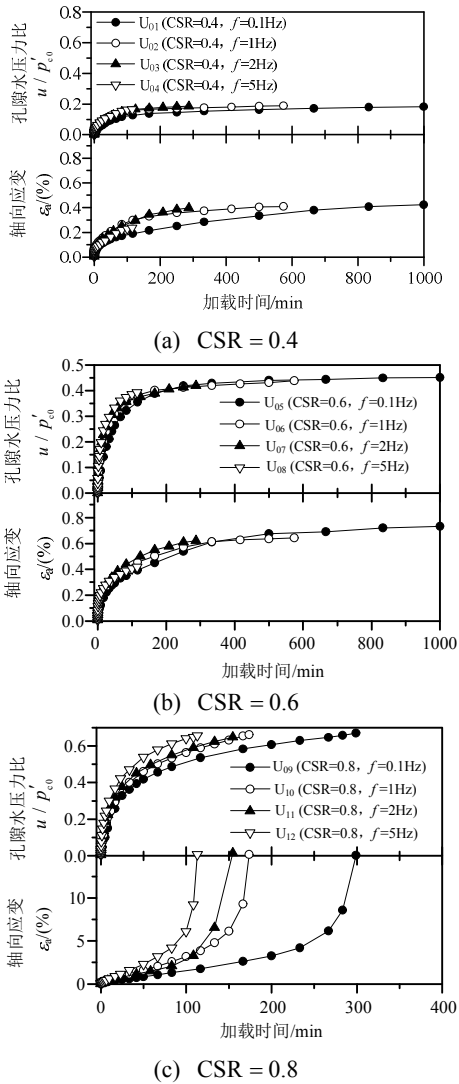 0.8
0.6
0.4
0.2
0.0
孔隙水压力比
u / p′c0
U01 (CSR=0.4, f=0.1Hz)
U02 (CSR=0.4, f=1Hz)
U03 (CSR=0.4, f=2Hz)
U04 (CSR=0.4, f=5Hz)
0.6
0.4
0.2
0.0
轴向应变
εa/(%)
0 200 400 600 800 1000
加载时间/min
(a) CSR = 0.4
0.5
0.4
0.3
0.2
0.1
0.0
孔隙水压力比
u / p′c0
U05 (CSR=0.6, f=0.1Hz)
U06 (CSR=0.6, f=1Hz)
U07 (CSR=0.6, f=2Hz)
U08 (CSR=0.6, f=5Hz)
0.8
0.6
0.4
0.2
0.0
轴向应变
εa/(%)
0 200 400 600 800 1000
加载时间/min
(b) CSR = 0.6
0.6
0.4
0.2
0.0
孔隙水压力比
u / p′c0
U09 (CSR=0.8, f=0.1Hz)
U10 (CSR=0.8, f=1Hz)
U11 (CSR=0.8, f=2Hz)
U12 (CSR=0.8, f=5Hz)
10
5
0
轴向应变
εa/(%)
0 100 200 300 400
加载时间/min
(c) CSR = 0.8